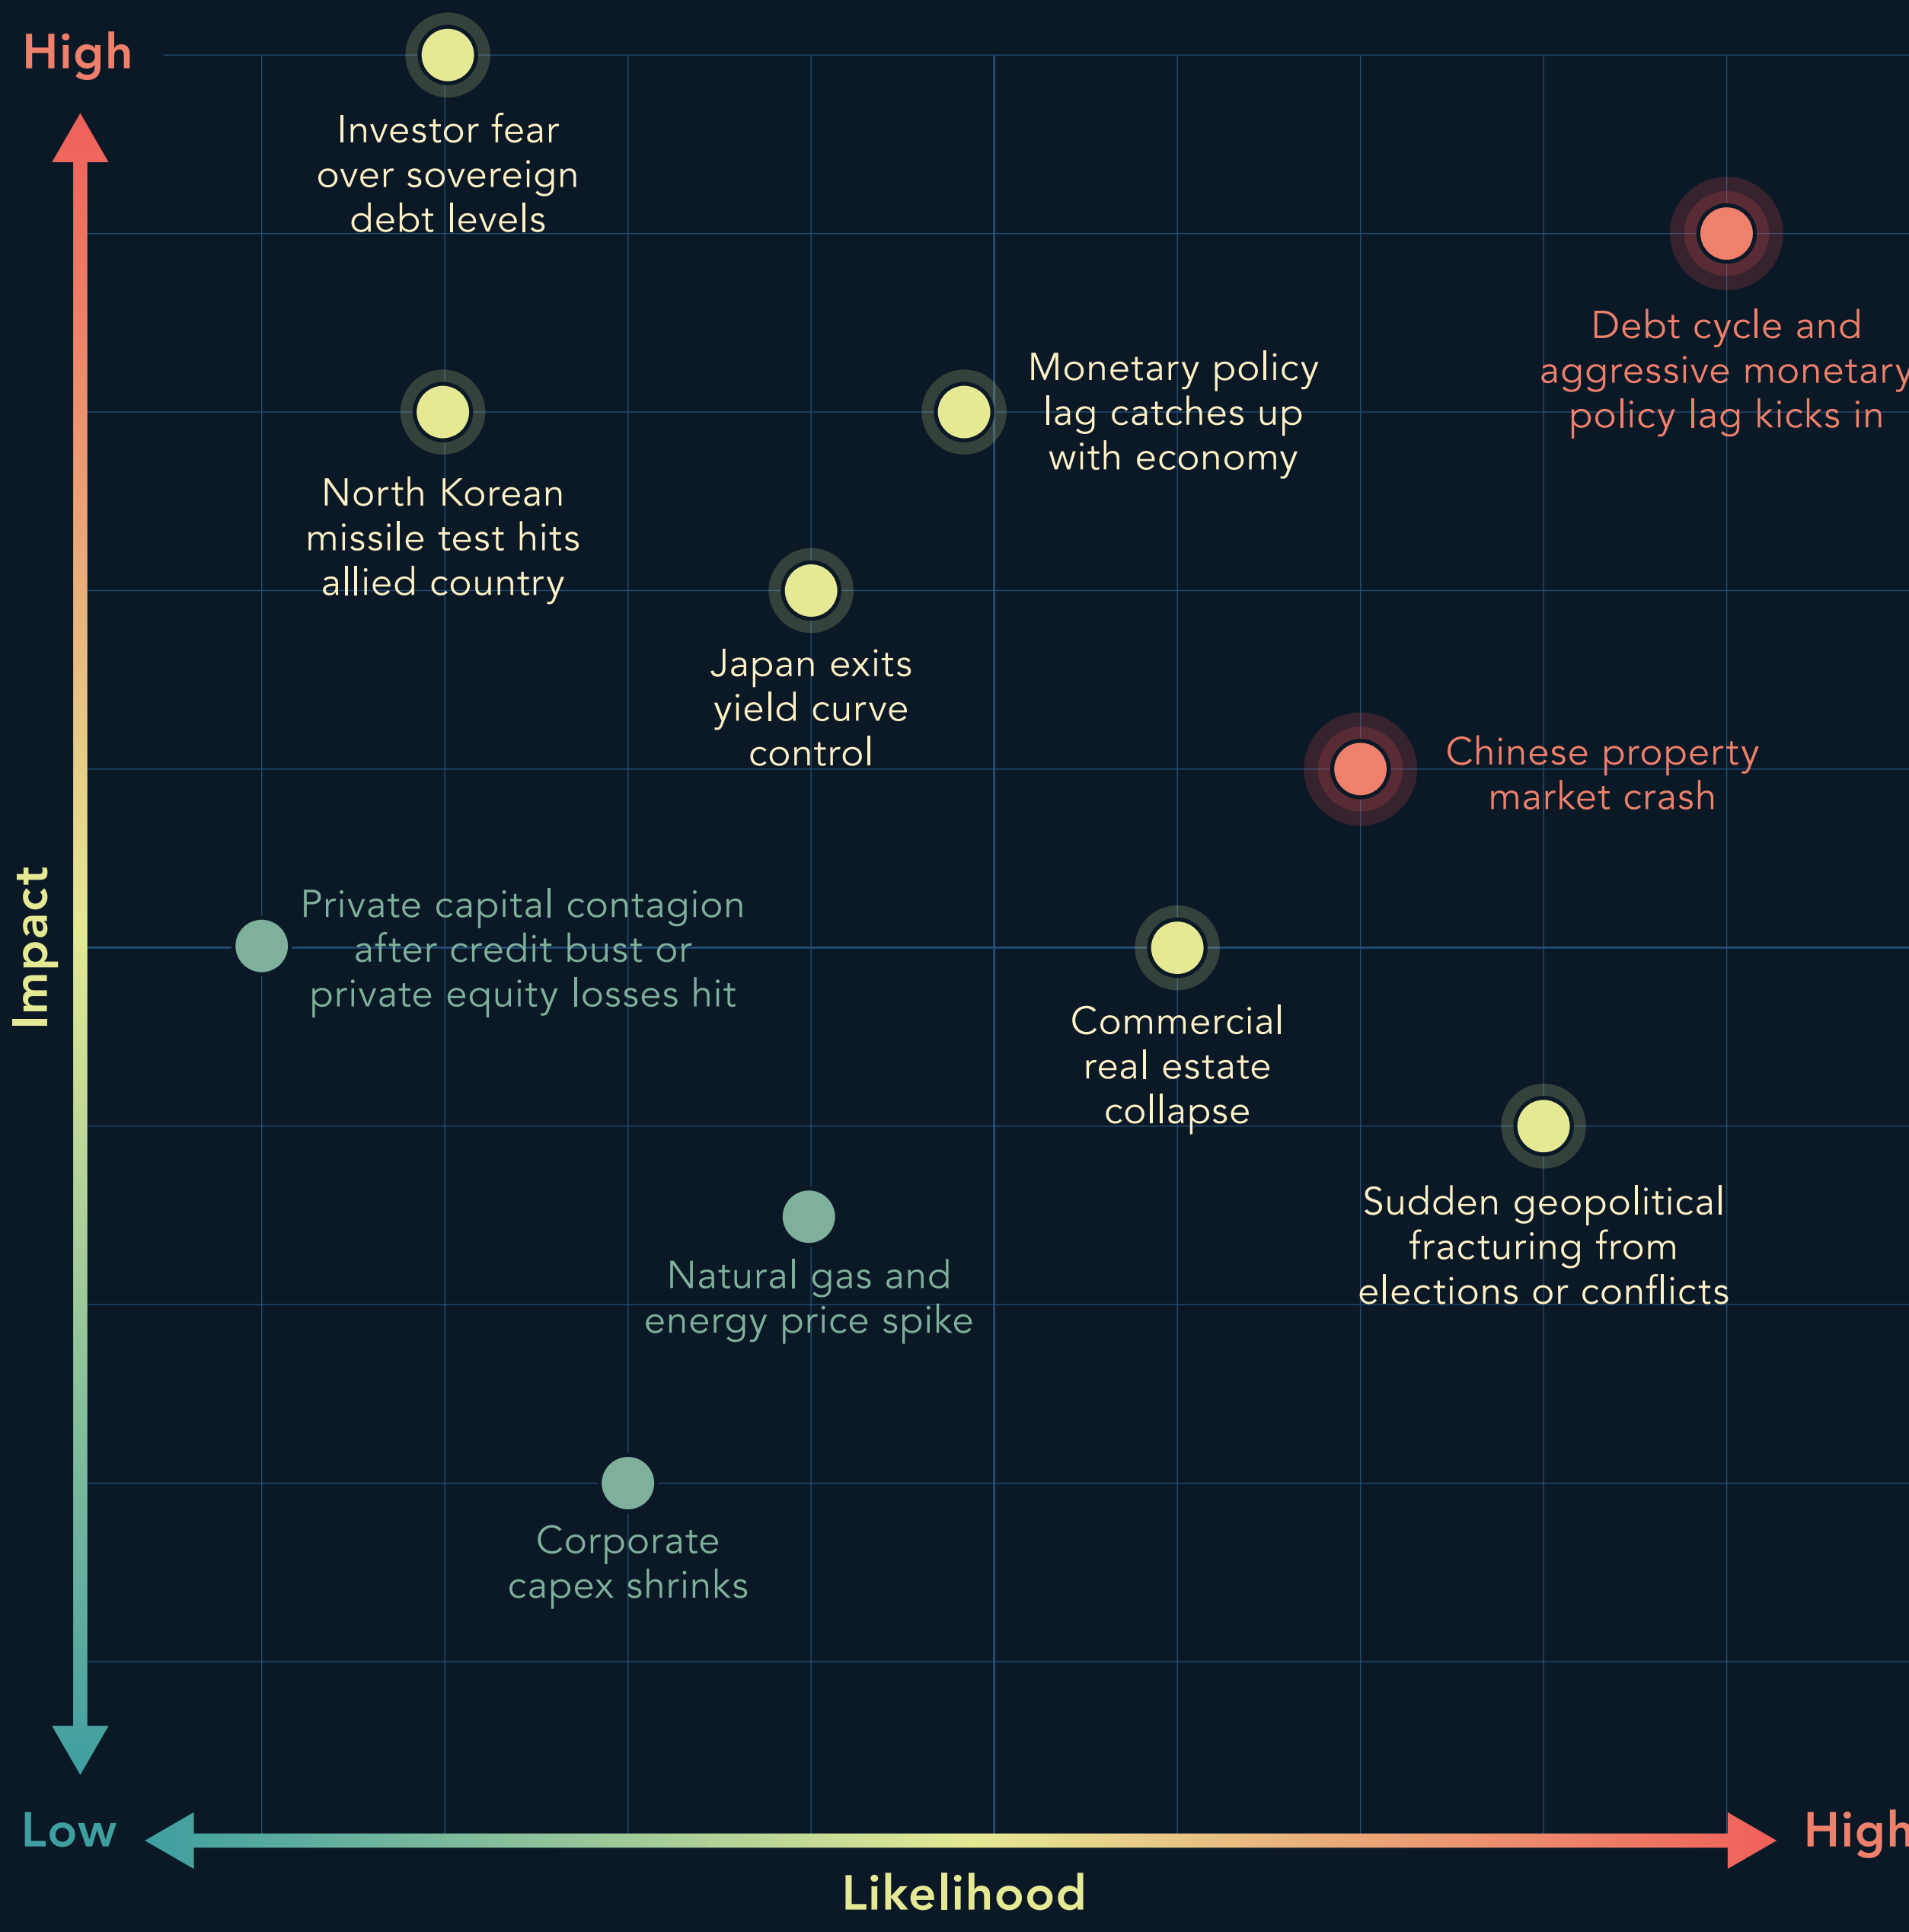 High
Investor fear
over sovereign
debt levels
Debt cycle and
aggressive monetary
policy lag kicks in
Monetary policy
lag catches up
with economy
North Korean
missile test hits
allied country
Japan exits
yield curve
control
Chinese property
market crash
Impact
Private capital contagion
after credit bust or
private equity losses hit
Commercial
real estate
collapse
Sudden geopolitical
fracturing from
elections or conflicts
Natural gas and
energy price spike
Corporate
capex shrinks
Low
High
Likelihood